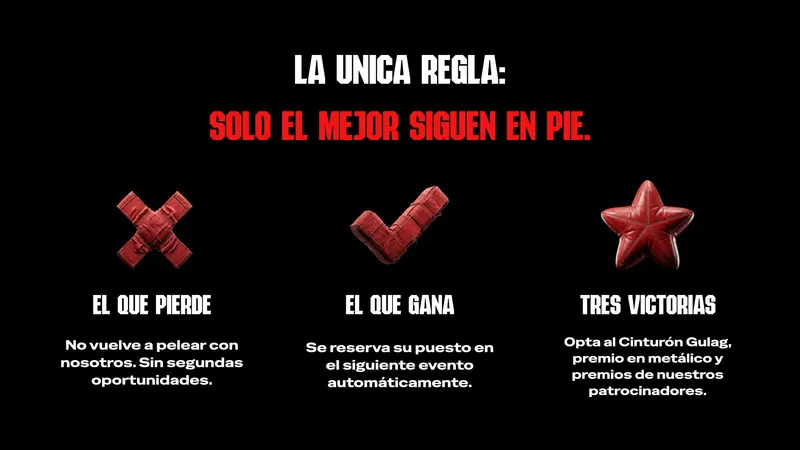 LA UNICA REGLA:
SOLO EL MEJOR SIGUEN EN PIE.
EL QUE PIERDE
No vuelve a pelear con
nosotros. Sin segundas
oportunidades.
EL QUE GANA
Se reserva su puesto en
el siguiente evento
automáticamente.
TRES VICTORIAS
Opta al Cinturón Gulag,
premio en metálico y
premios de nuestros
patrocinadores.